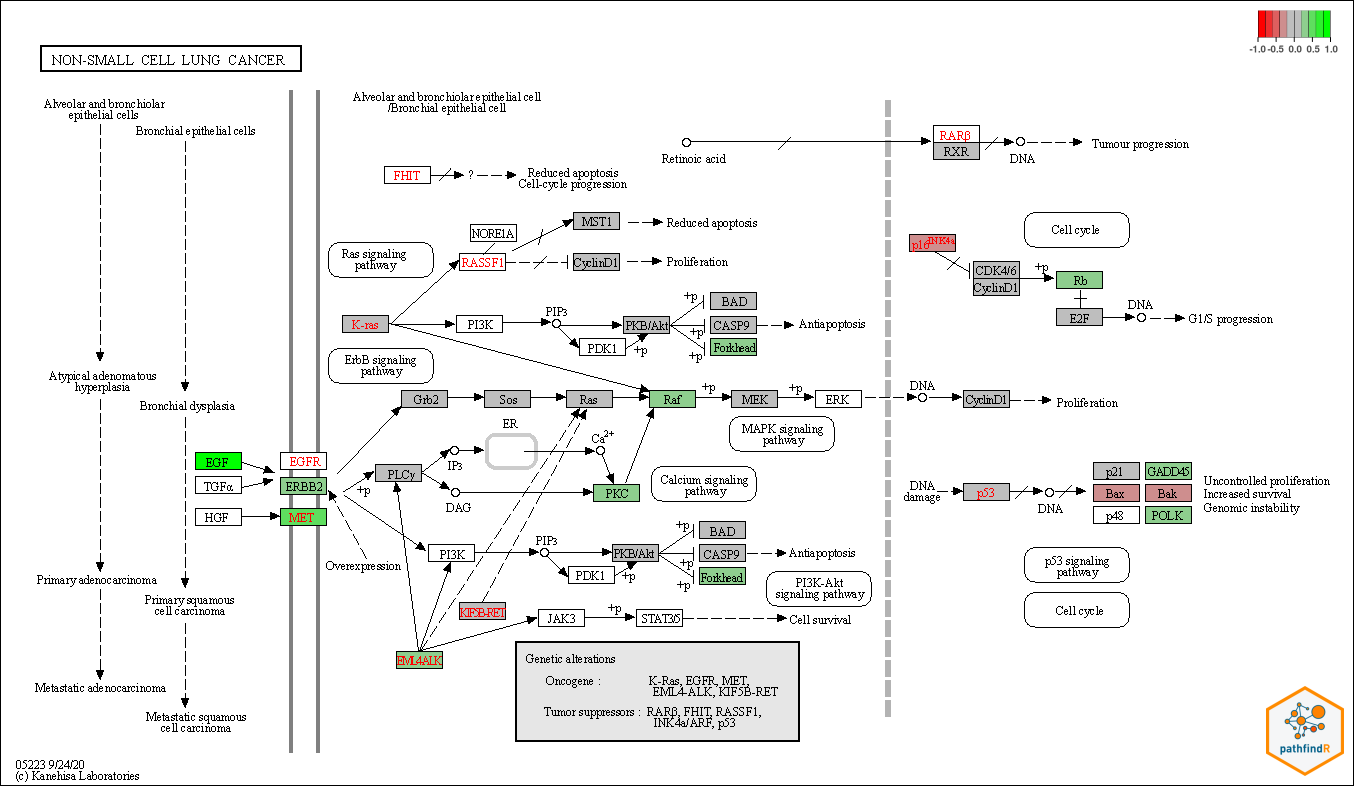 -1.0 -0.5 0.0 0.5 1.0
NON-SMALL CELL LUNG CANCER
Alveolar and bronchiolar
epithelial cells
Bronchial epithelial cells
Alveolar and bronchiolar epithelial cell
/Bronchial epithelial cell
Retinoic acid
RARβ
RXR
DNA
Tumour progression
FHIT
?
Reduced apoptosis
Cell-cycle progression
NORE1A
MST1
Reduced apoptosis
Ras signaling
pathway
RASSF1
CyclinD1
Proliferation
p16INK4a
Cell cycle
CDK4/6
CyclinD1
+p
Rb
E2F
DNA
G1/S progression
K-ras
PI3K
PIP3
PDK1
+p
PKB/Akt
+p
+p
+p
BAD
CASP9
Forkhead
Antiapoptosis
ErbB signaling
pathway
Atypical adenomatous
hyperplasia
Bronchial dysplasia
Grb2
Sos
Ras
Raf
+p
MEK
+p
ERK
DNA
CyclinD1
Proliferation
MAPK signaling
pathway
ER
IP3
Ca2+
EGF
TGFα
HGF
EGFR
ERBB2
MET
+p
PLCγ
DAG
PKC
Calcium signaling
pathway
DNA
damage
p53
DNA
p21
GADD45
Bax
Bak
p48
POLK
Uncontrolled proliferation
Increased survival
Genomic instability
Overexpression
PI3K
PIP3
PDK1
+p
PKB/Akt
+p
+p
+p
BAD
CASP9
Forkhead
Antiapoptosis
PI3K-Akt
signaling pathway
p53 signaling
pathway
Cell cycle
Primary adenocarcinoma
Primary squamous
cell carcinoma
KIF5B-RET
JAK3
+p
STAT3/5
Cell survival
EML4ALK
Genetic alterations
Oncogene : K-Ras, EGFR, MET,
EML4-ALK, KIF5B-RET
Tumor suppressors : RARβ, FHIT, RASSF1,
INK4a/ARF, p53
Metastatic adenocarcinoma
Metastatic squamous
cell carcinoma
05223 9/24/20
(c) Kanehisa Laboratories
pathfindR